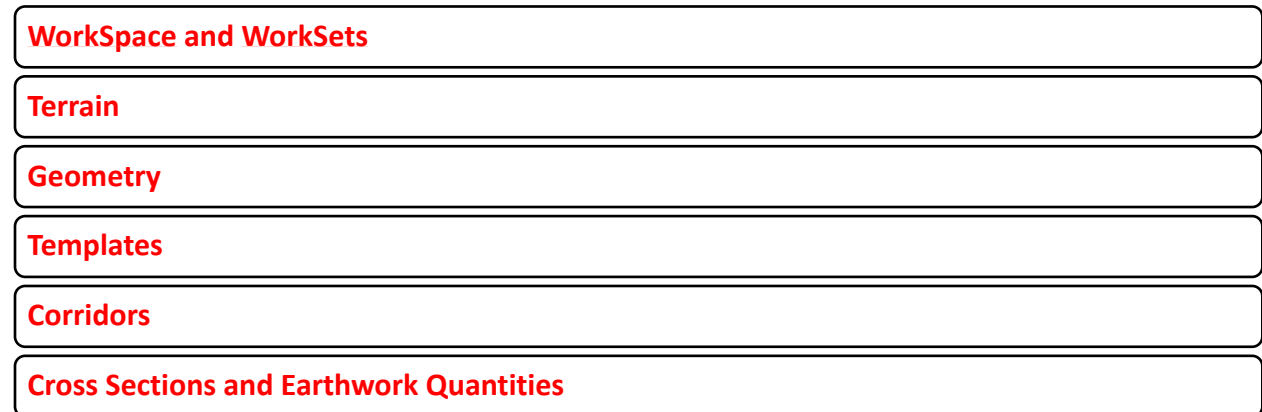 WorkSpace and WorkSets
Terrain
Geometry
Templates
Corridors
Cross Sections and Earthwork Quantities